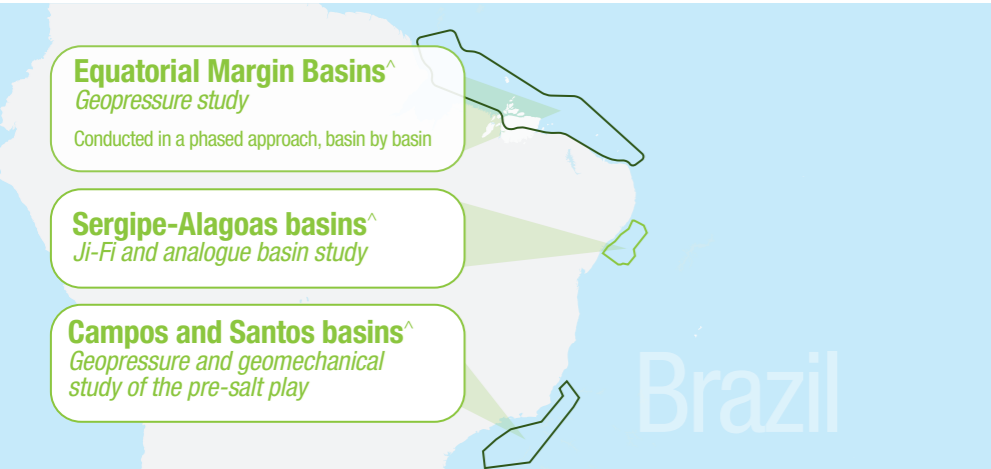 Equatorial Margin Basins^
Geopressure study
Conducted in a phased approach, basin by basin
Sergipe-Alagoas basins^
Ji-Fi and analogue basin study
Campos and Santos basins^
Geopressure and geomechanical
study of the pre-salt play
Brazil